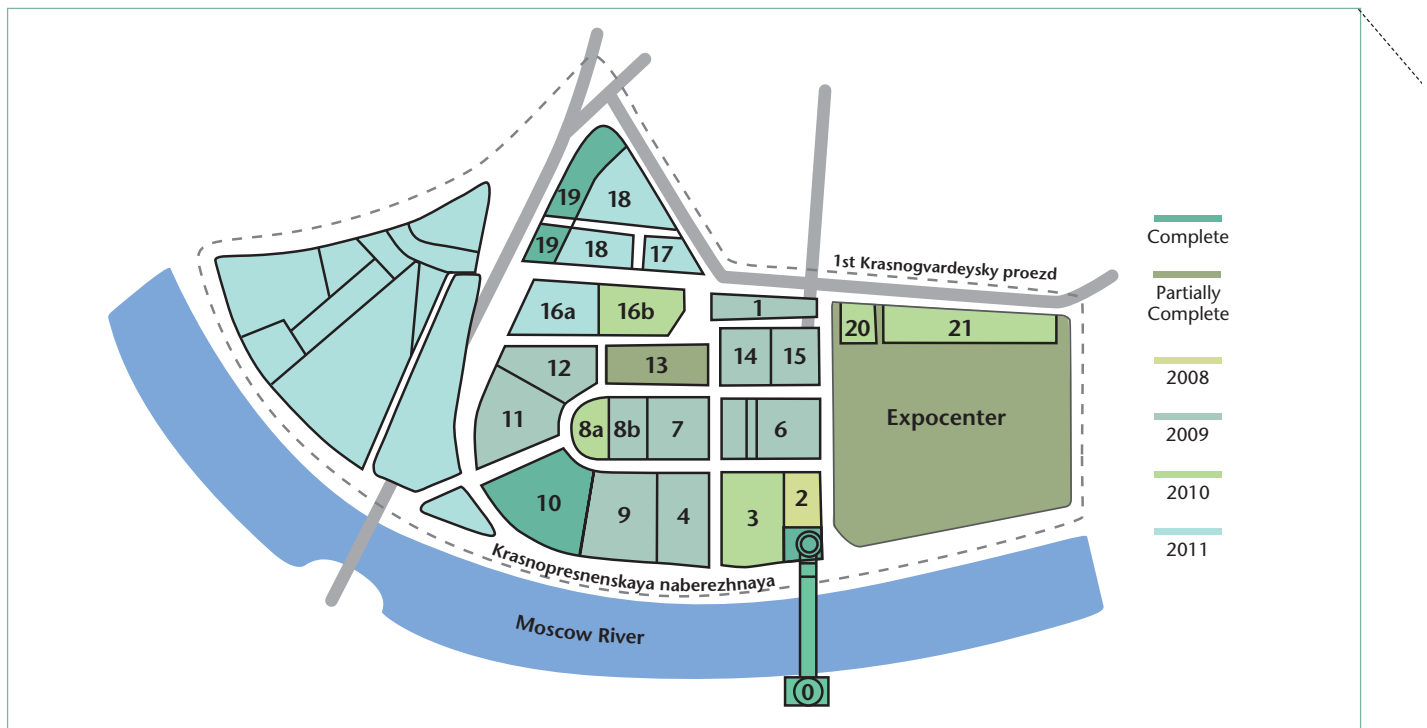 19
18
19
18
17
1st Krasnogvardeysky proezd
16a
16b
1
20
21
12
13
14
15
11
8a
8b
7
6
Expocenter
10
9
4
3
2
Krasnopresnenskaya naberezhnaya
Moscow River
0
Complete
Partially
Complete
2008
2009
2010
2011